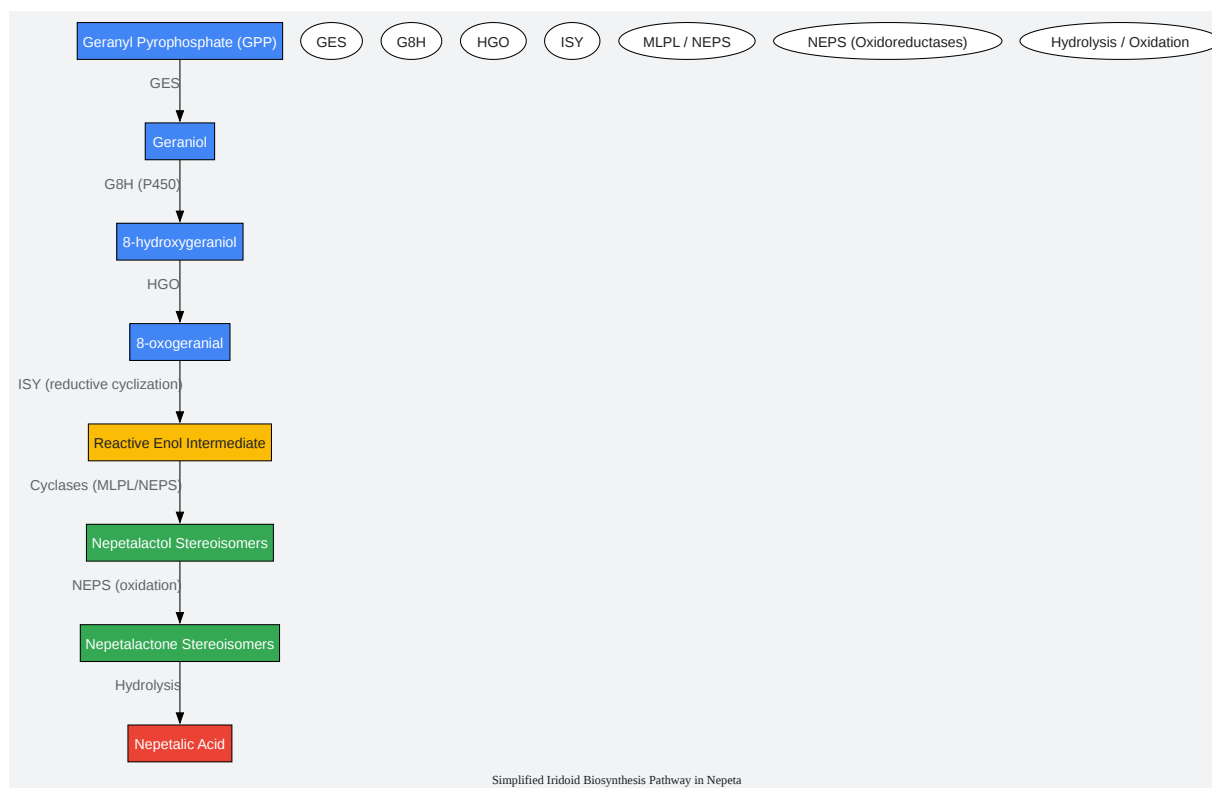 Geranyl Pyrophosphate (GPP)
GES
G8H
HGO
ISY
MLPL / NEPS
NEPS (Oxidoreductases)
Hydrolysis / Oxidation
GES
Geraniol
G8H (P450)
8-hydroxygeraniol
HGO
8-oxogeranial
ISY (reductive cyclization)
Reactive Enol Intermediate
Cyclases (MLPL/NEPS)
Nepetalactol Stereoisomers
NEPS (oxidation)
Nepetalactone Stereoisomers
Hydrolysis
Nepetalic Acid
Simplified Iridoid Biosynthesis Pathway in Nepeta